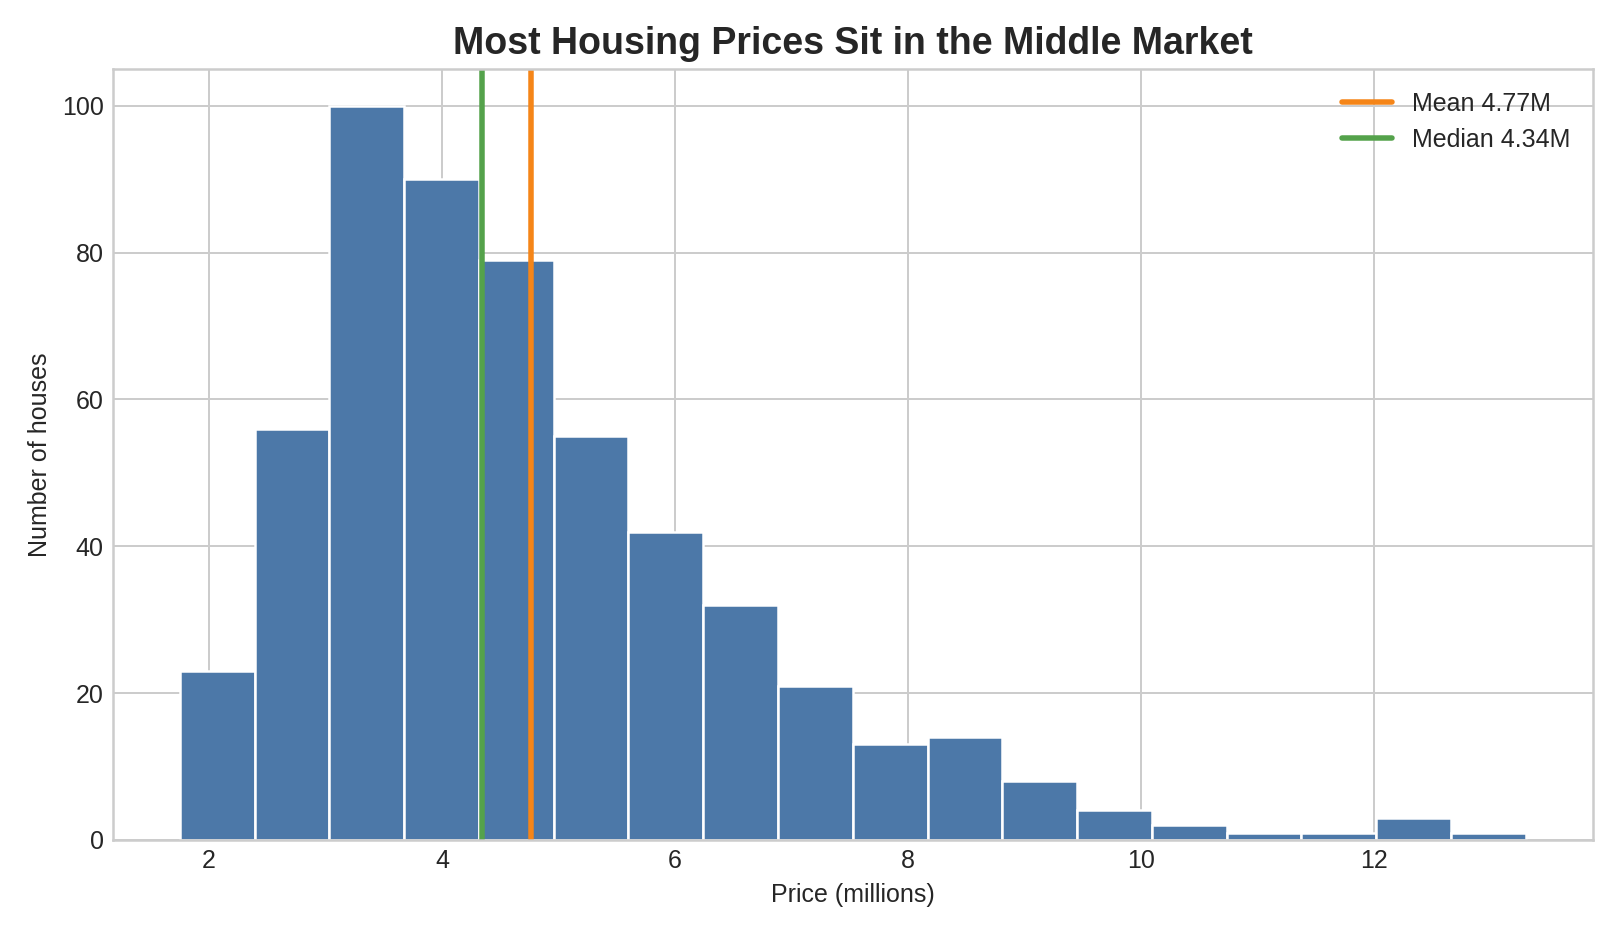 Most Housing Prices Sit in the Middle Market
Mean 4.77M
Median 4.34M
Number of houses
100
80
60
40
20
0
2 4 6 8 10 12
Price (millions)